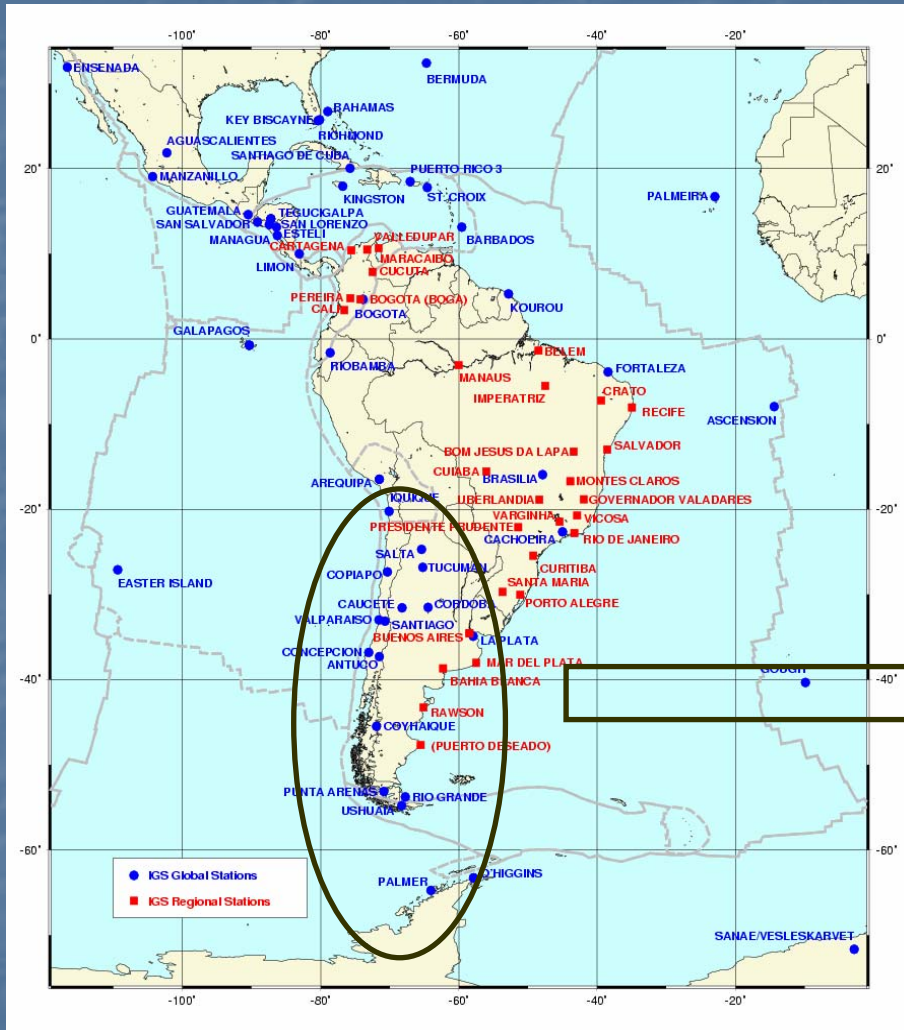 -100˚ -80˚ -60˚ -40˚ -20˚
ENSENADA
BERMUDA
BAHAMAS
KEY BISCAYNE
RICHMOND
AGUASCALIENTES
SANTIAGO DE CUBA
20˚ 20˚
MANZANILLO
PUERTO RICO 3
KINGSTON
ST. CROIX
PALMEIRA
GUATEMALA
TEGUCIGALPA
SAN SALVADOR
SAN LORENZO
ESTELI
MANAGUA
CARTAGENA
VALLEDUPAR
BARBADOS
MARACAIBO
LIMON
CUCUTA
PEREIRA
BOGOTA (BOGA)
CALI
BOGOTA
KOUROU
GALAPAGOS
0˚ 0˚
RIOBAMBA
BELEM
MANAUS
FORTALEZA
IMPERATRIZ
CRATO
RECIFE
ASCENSION
BOM JESUS DA LAPA
SALVADOR
CUIABA
BRASILIA
AREQUIPA
MONTES CLAROS
-20˚ -20˚
IQUIQUE
UBERLANDIA
GOVERNADOR VALADARES
VARGINHA
VICOSA
PRESIDENTE PRUDENTE
CACHOEIRA
RIO DE JANEIRO
SALTA
TUCUMAN
COPIAPO
CURITIBA
EASTER ISLAND
SANTA MARIA
CAUCETE
CORDOBA
PORTO ALEGRE
VALPARAISO
SANTIAGO
BUENOS AIRES
LA PLATA
CONCEPCION
ANTUCO
MAR DEL PLATA
GOUGH
-40˚ -40˚
BAHIA BLANCA
RAWSON
COYHAIQUE
(PUERTO DESEADO)
PUNTA ARENAS
RIO GRANDE
USHUAIA
-60˚ -60˚
IGS Global Stations
IGS Regional Stations
PALMER
O'HIGGINS
SANAE/VESLESKARVET
-100˚ -80˚ -60˚ -40˚ -20˚